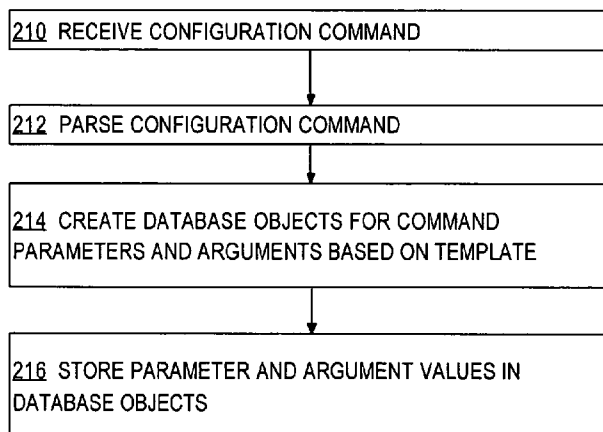 210 RECEIVE CONFIGURATION COMMAND
212 PARSE CONFIGURATION COMMAND
214 CREATE DATABASE OBJECTS FOR COMMAND
PARAMETERS AND ARGUMENTS BASED ON TEMPLATE
216 STORE PARAMETER AND ARGUMENT VALUES IN
DATABASE OBJECTS